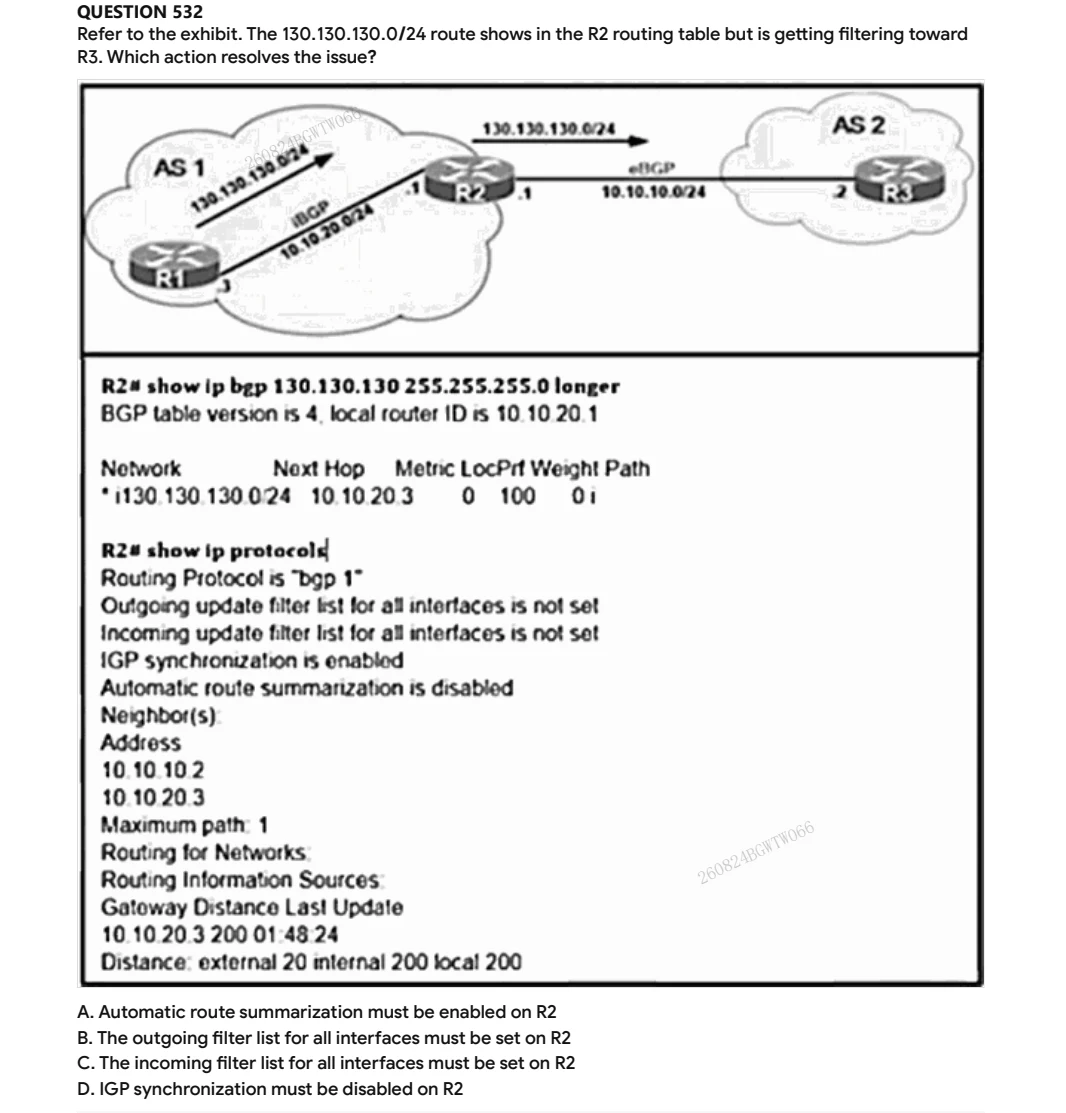 QUESTION 532
Refer to the exhibit. The 130.130.130.0/24 route shows in the R2 routing table but is getting filtering toward
R3. Which action resolves the issue?
260824BGWTW066
AS 1
130.130.130.0/24
iBGP
10.10.20.0/24
R1
.3
.1
R2
.1
130.130.130.0/24
eBGP
10.10.10.0/24
AS 2
.2
R3
R2# show ip bgp 130.130.130 255.255.255.0 longer
BGP table version is 4, local router ID is 10.10.20.1
Network Next Hop Metric LocPrf Weight Path
* i130.130.130.0/24 10.10.20.3 0 100 0 i
R2# show ip protocols
Routing Protocol is "bgp 1"
Outgoing update filter list for all interfaces is not set
Incoming update filter list for all interfaces is not set
IGP synchronization is enabled
Automatic route summarization is disabled
Neighbor(s):
Address
10.10.10.2
10.10.20.3
Maximum path: 1
Routing for Networks:
Routing Information Sources:
Gateway Distance Last Update
10.10.20.3 200 01:48:24
Distance: external 20 internal 200 local 200
260824BGWTW066
A. Automatic route summarization must be enabled on R2
B. The outgoing filter list for all interfaces must be set on R2
C. The incoming filter list for all interfaces must be set on R2
D. IGP synchronization must be disabled on R2